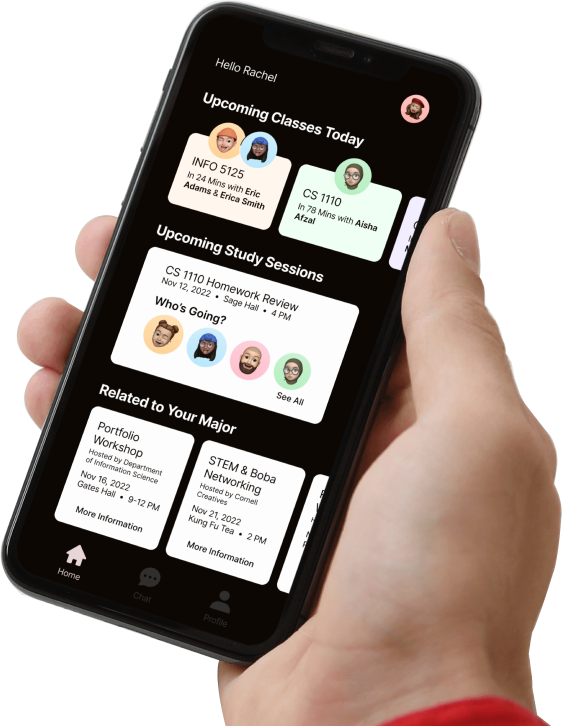 Hello Rachel
Upcoming Classes Today
INFO 5125
In 24 Mins with Eric
Adams & Erica Smith
CS 1110
In 78 Mins with Aisha
Afzal
Upcoming Study Sessions
CS 1110 Homework Review
Nov 12, 2022 • Sage Hall • 4 PM
Who's Going?
See All
Related to Your Major
Portfolio
Workshop
Hosted by Department
of Information Science
Nov 16, 2022
Gates Hall • 9-12 PM
More Information
STEM & Boba
Networking
Hosted by Cornell
Creatives
Nov 21, 2022
Kung Fu Tea • 2 PM
More Information
Home
Chat
Profile